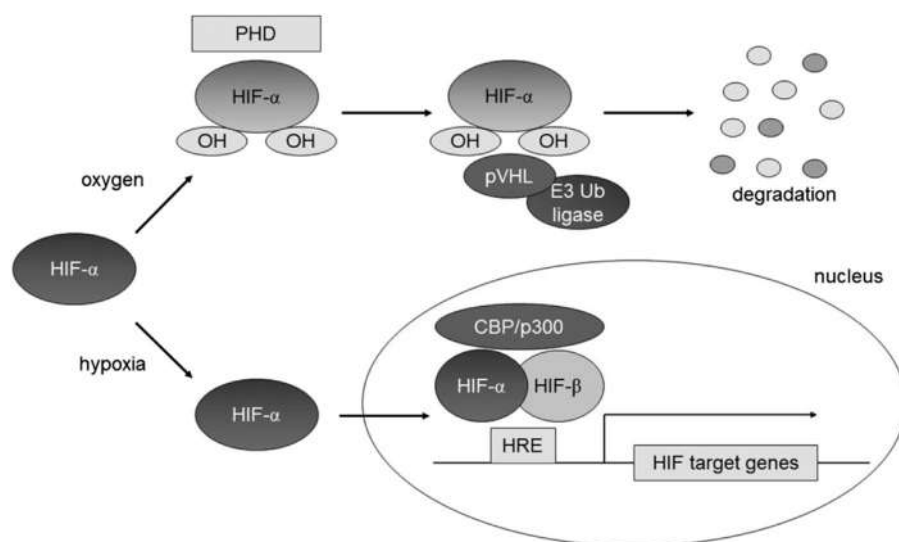 PHD
HIF-α
OH
OH
HIF-α
OH
OH
pVHL
E3 Ub
ligase
degradation
oxygen
HIF-α
hypoxia
HIF-α
nucleus
CBP/p300
HIF-α
HIF-β
HRE
HIF target genes